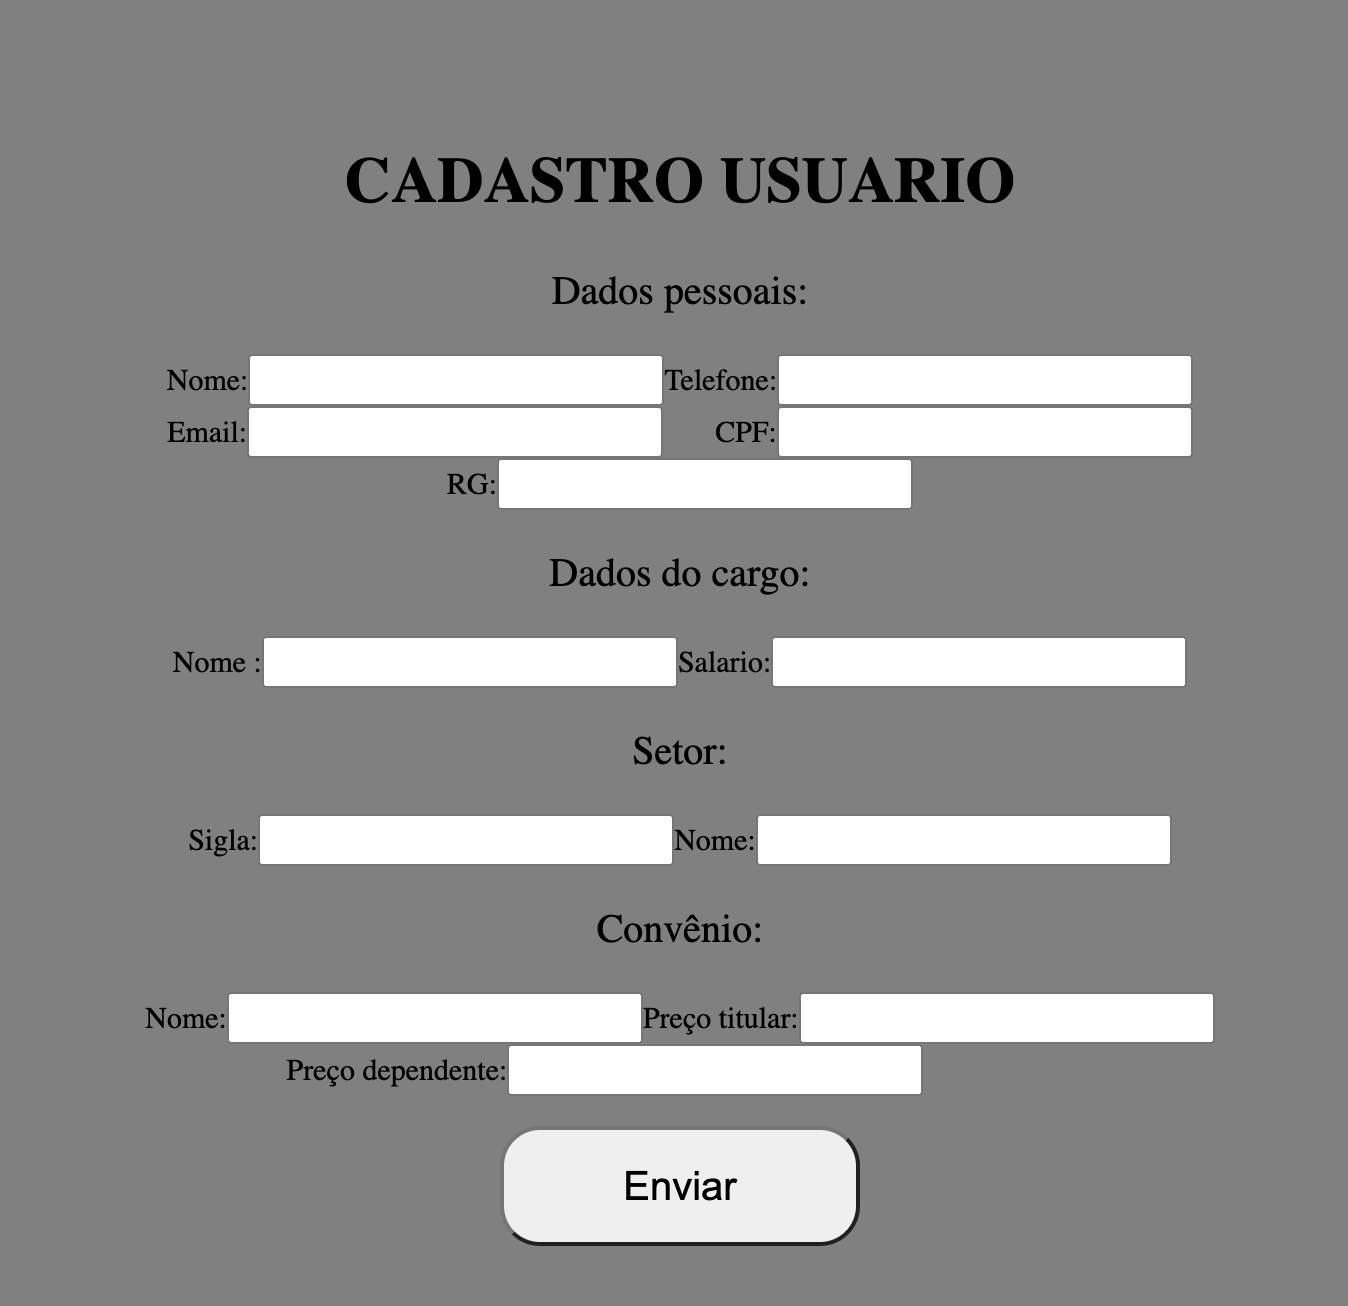 CADASTRO USUARIO
Dados pessoais:
Nome: Telefone:
Email: CPF:
RG:
Dados do cargo:
Nome : Salario:
Setor:
Sigla: Nome:
Convênio:
Nome: Preço titular:
Preço dependente:
Enviar